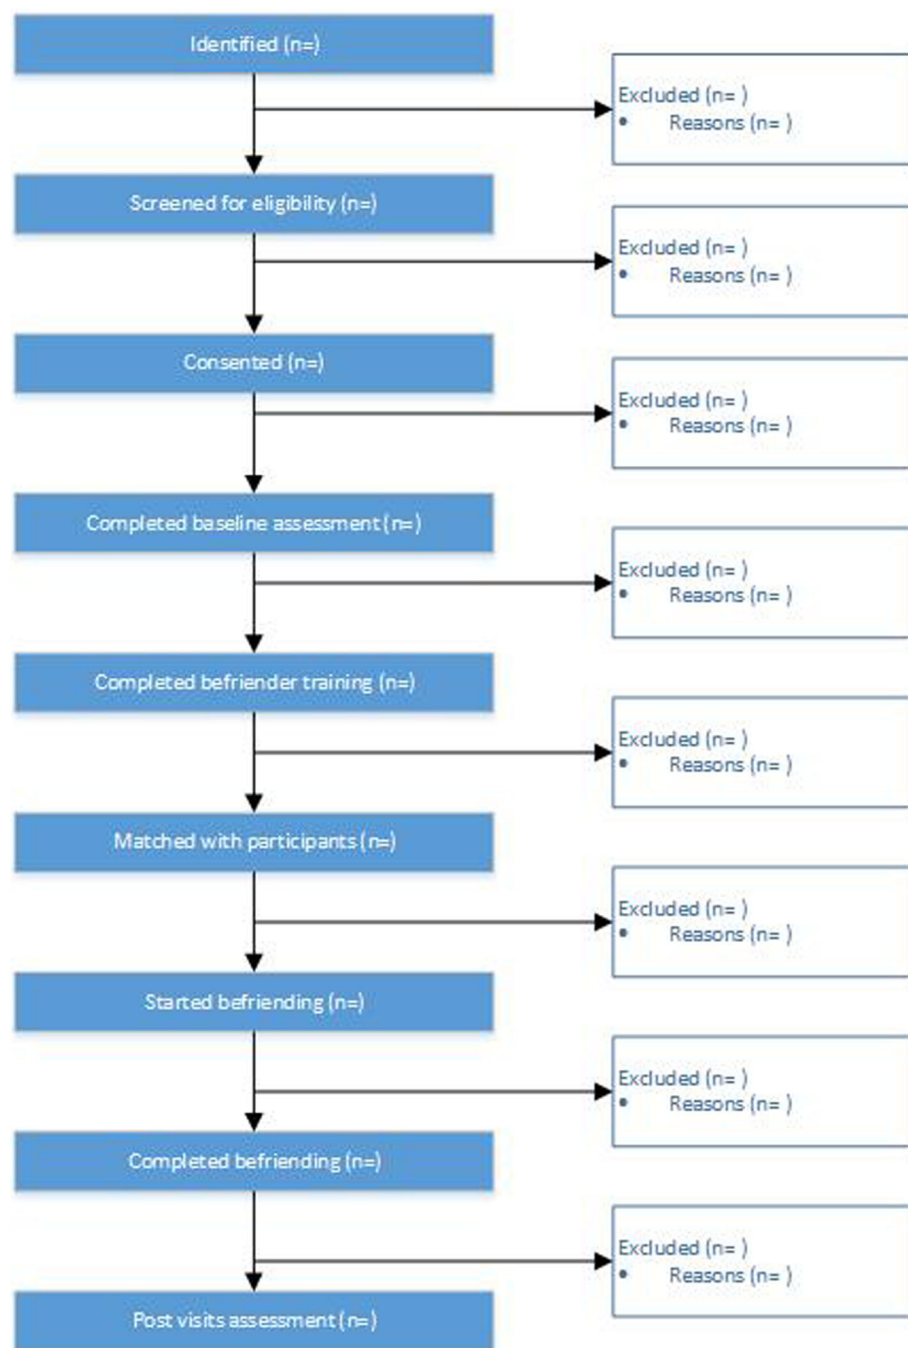 Identified (n=)
Excluded (n= )
• Reasons (n= )
Screened for eligibility (n=)
Excluded (n= )
• Reasons (n= )
Consented (n=)
Excluded (n= )
• Reasons (n= )
Completed baseline assessment (n=)
Excluded (n= )
• Reasons (n= )
Completed befriender training (n=)
Excluded (n= )
• Reasons (n= )
Matched with participants (n=)
Excluded (n= )
• Reasons (n= )
Started befriending (n=)
Excluded (n= )
• Reasons (n= )
Completed befriending (n=)
Excluded (n= )
• Reasons (n= )
Post visits assessment (n=)